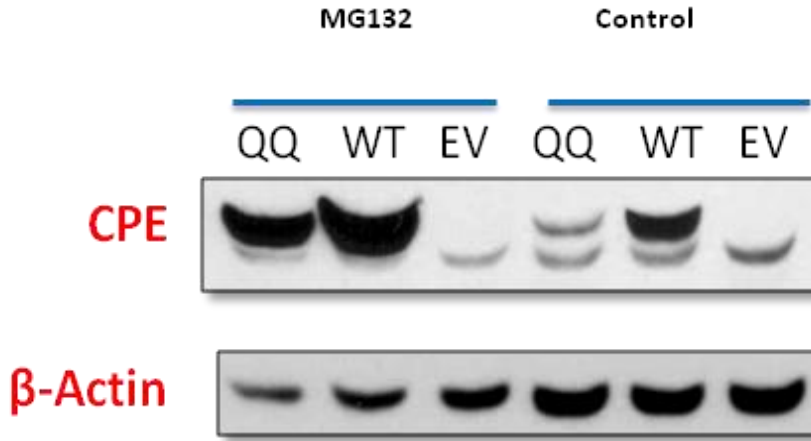 MG132 Control
QQ WT EV QQ WT EV
CPE
β-Actin